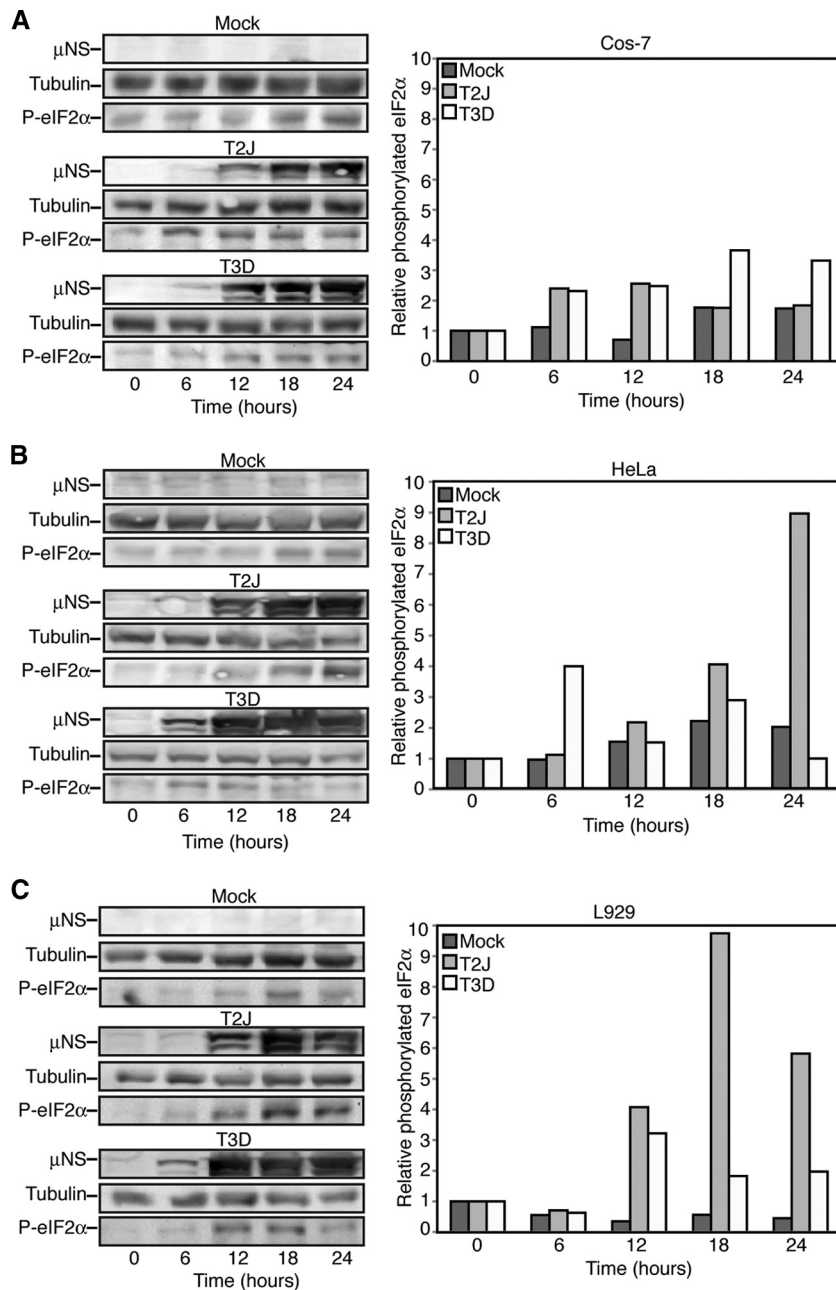 A
Mock
μNS
Tubulin
P-eIF2α
T2J
μNS
Tubulin
P-eIF2α
T3D
μNS
Tubulin
P-eIF2α
0 6 12 18 24
Time (hours)
Cos-7
Mock
T2J
T3D
Relative phosphorylated eIF2α
10
9
8
7
6
5
4
3
2
1
0
0 6 12 18 24
Time (hours)
B
Mock
μNS
Tubulin
P-eIF2α
T2J
μNS
Tubulin
P-eIF2α
T3D
μNS
Tubulin
P-eIF2α
0 6 12 18 24
Time (hours)
HeLa
Mock
T2J
T3D
Relative phosphorylated eIF2α
10
9
8
7
6
5
4
3
2
1
0
0 6 12 18 24
Time (hours)
C
Mock
μNS
Tubulin
P-eIF2α
T2J
μNS
Tubulin
P-eIF2α
T3D
μNS
Tubulin
P-eIF2α
0 6 12 18 24
Time (hours)
L929
Mock
T2J
T3D
Relative phosphorylated eIF2α
10
9
8
7
6
5
4
3
2
1
0
0 6 12 18 24
Time (hours)